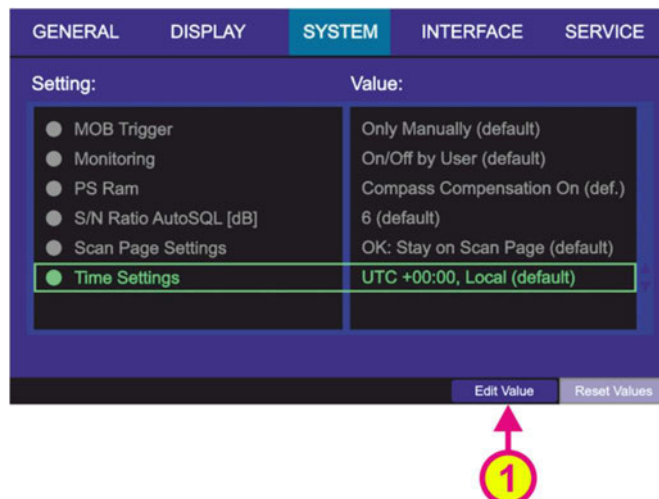 GENERAL DISPLAY SYSTEM INTERFACE SERVICE
Setting: Value:
MOB Trigger Only Manually (default)
Monitoring On/Off by User (default)
PS Ram Compass Compensation On (def.)
S/N Ratio AutoSQL [dB] 6 (default)
Scan Page Settings OK: Stay on Scan Page (default)
Time Settings UTC +00:00, Local (default)
Edit Value Reset Values
1